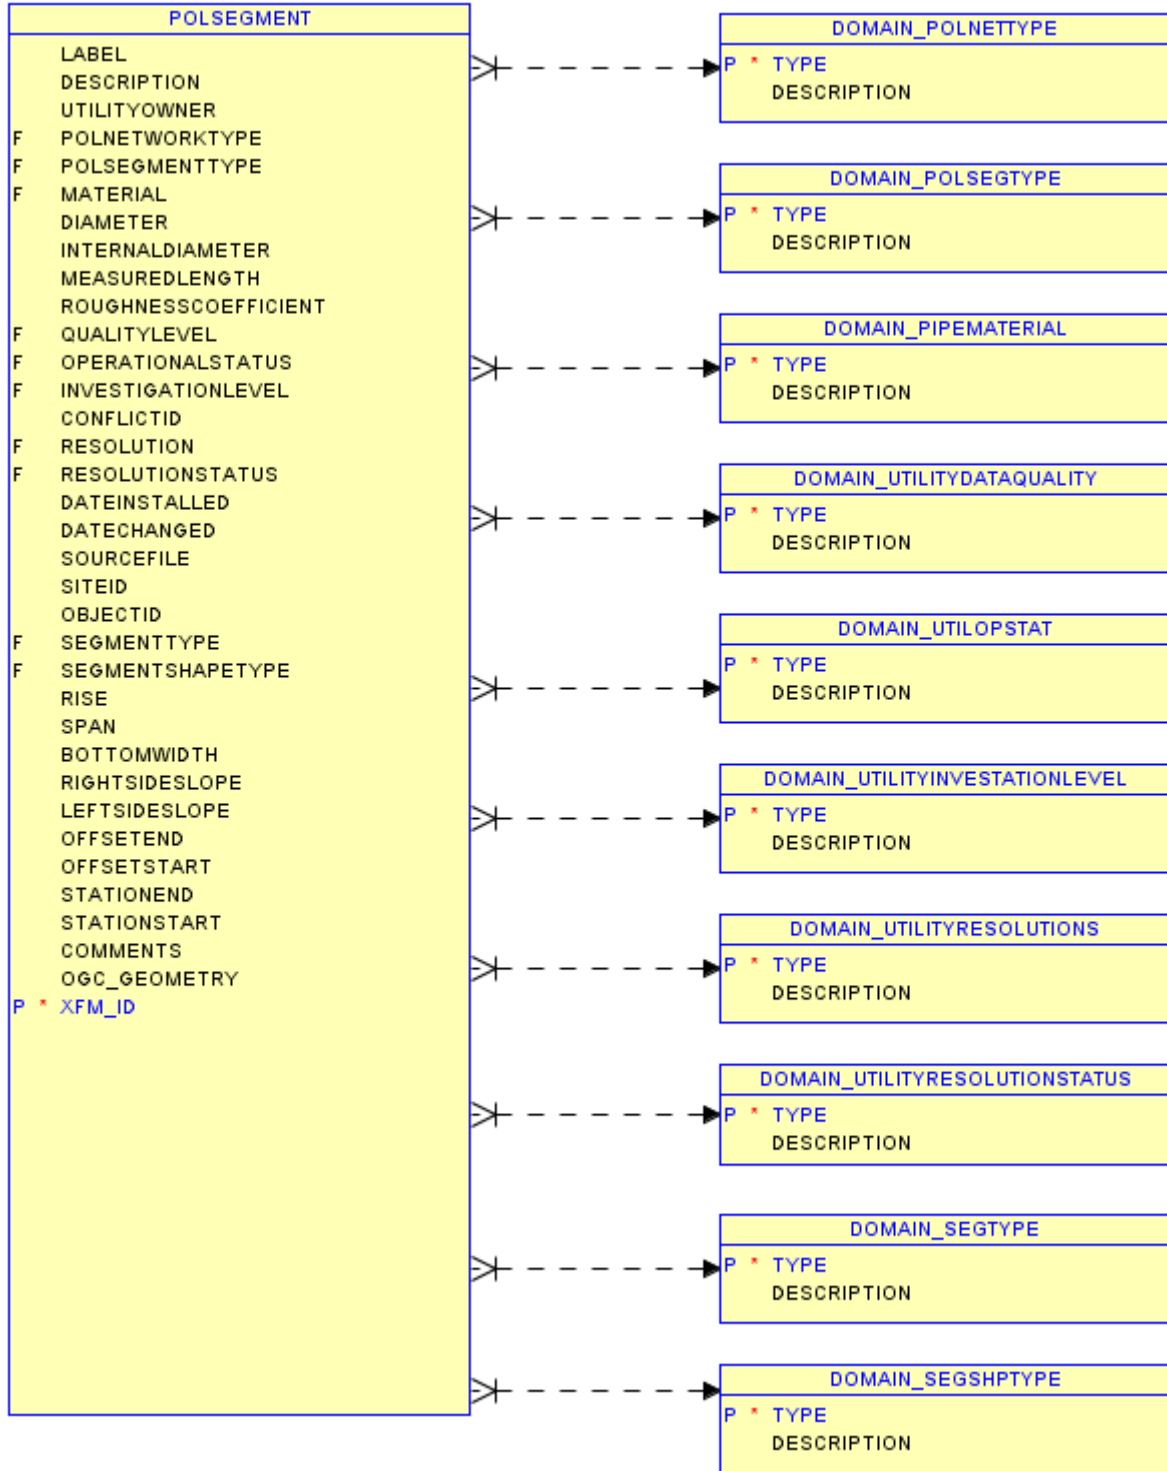 POLSEGMENT
LABEL
DESCRIPTION
UTILITYOWNER
F POLNETWORKTYPE
F POLSEGMENTTYPE
F MATERIAL
DIAMETER
INTERNALDIAMETER
MEASUREDLENGTH
ROUGHNESSCOEFFICIENT
F QUALITYLEVEL
F OPERATIONALSTATUS
F INVESTIGATIONLEVEL
CONFLICTID
F RESOLUTION
F RESOLUTIONSTATUS
DATEINSTALLED
DATECHANGED
SOURCEFILE
SITEID
OBJECTID
F SEGMENTTYPE
F SEGMENTSHAPETYPE
RISE
SPAN
BOTTOMWIDTH
RIGHTSIDESLOPE
LEFTSIDESLOPE
OFFSETEND
OFFSETSTART
STATIONEND
STATIONSTART
COMMENTS
OGC_GEOMETRY
P * XFM_ID
DOMAIN_POLNETTYPE
P * TYPE
DESCRIPTION
DOMAIN_POLSEGTYPE
P * TYPE
DESCRIPTION
DOMAIN_PIPEMATERIAL
P * TYPE
DESCRIPTION
DOMAIN_UTILITYDATAQUALITY
P * TYPE
DESCRIPTION
DOMAIN_UTILOPSTAT
P * TYPE
DESCRIPTION
DOMAIN_UTILITYINVESTATIONLEVEL
P * TYPE
DESCRIPTION
DOMAIN_UTILITYRESOLUTIONS
P * TYPE
DESCRIPTION
DOMAIN_UTILITYRESOLUTIONSTATUS
P * TYPE
DESCRIPTION
DOMAIN_SEGTYPE
P * TYPE
DESCRIPTION
DOMAIN_SEGSHPTYPE
P * TYPE
DESCRIPTION